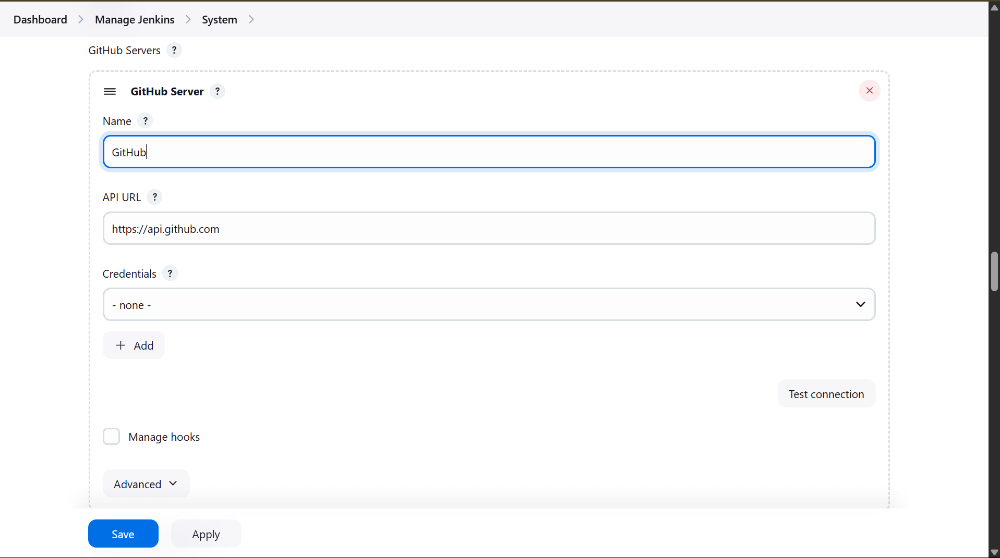 Dashboard > Manage Jenkins > System >
GitHub Servers ?
GitHub Server ?
Name ?
GitHub
API URL ?
https://api.github.com
Credentials ?
- none -
+ Add
Test connection
Manage hooks
Advanced
Save Apply